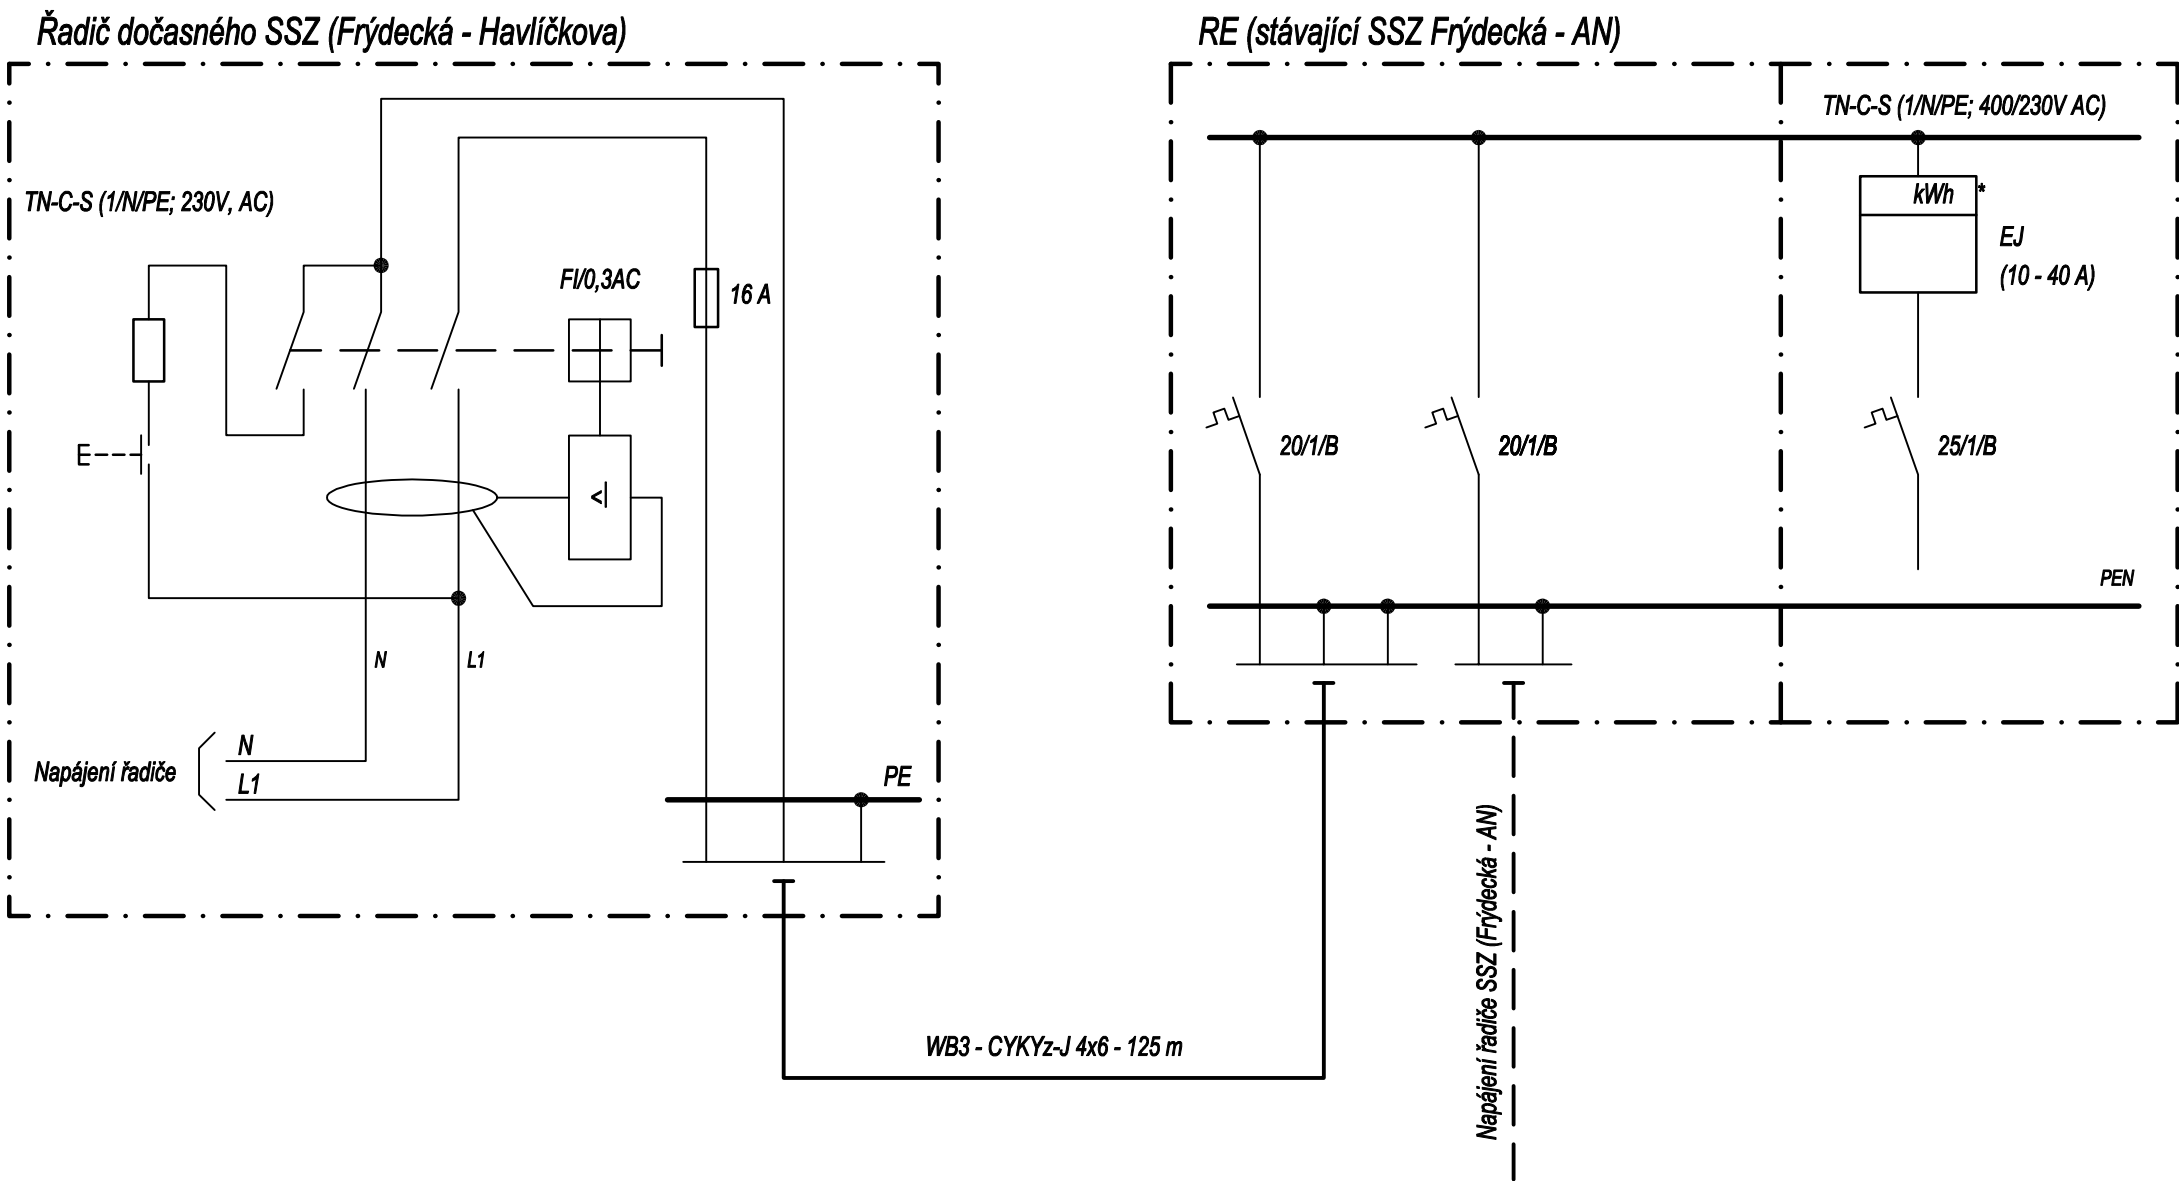 Řadič dočasného SSZ (Frýdecká - Havlíčkova)
TN-C-S (1/N/PE; 230V, AC)
FI/0,3AC
16 A
E
<
N
L1
Napájení řadiče
N
L1
PE
RE (stávající SSZ Frýdecká - AN)
TN-C-S (1/N/PE; 400/230V AC)
kWh *
EJ
(10 - 40 A)
20/1/B
20/1/B
25/1/B
PEN
WB3 - CYKYz-J 4x6 - 125 m
Napájení řadiče SSZ (Frýdecká - AN)